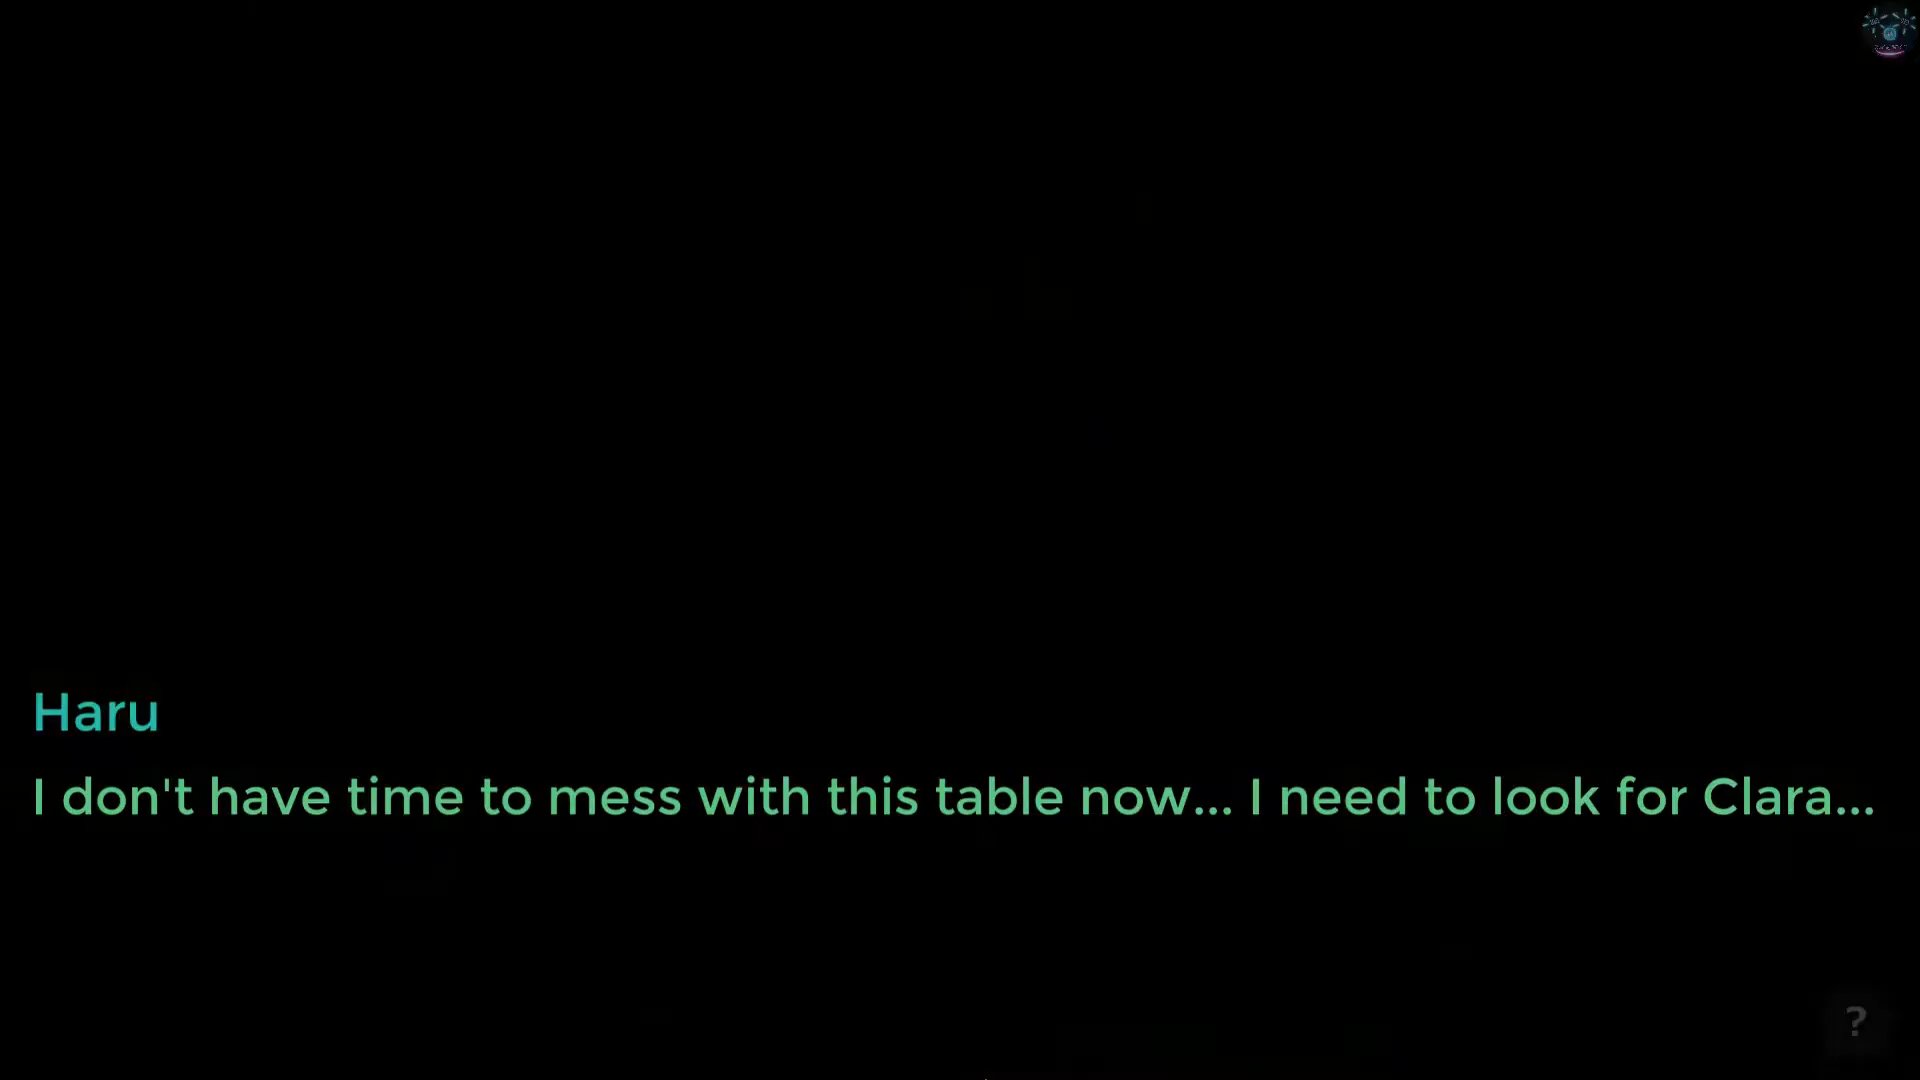 Haru
I don't have time to mess with this table now... I need to look for Clara...
?